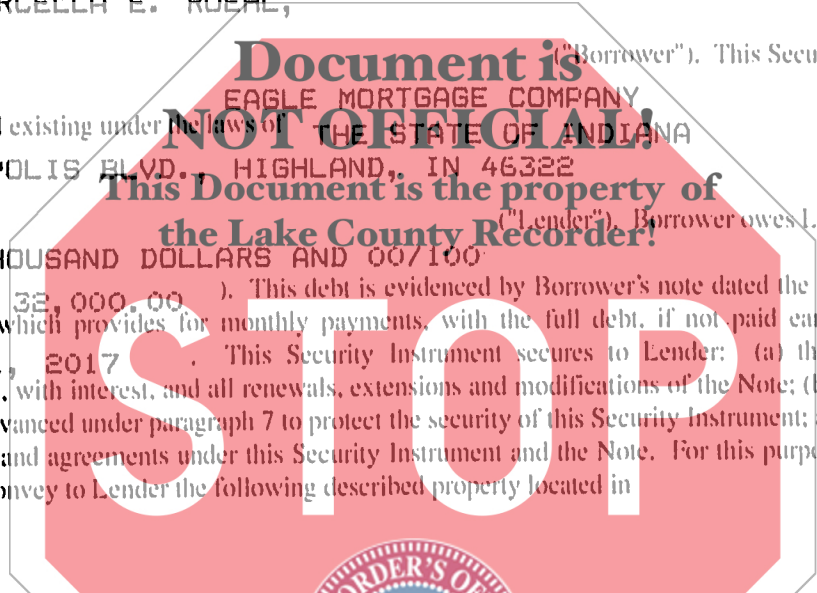 E.
("Borrower"). This Secu
Document is
EAGLE MORTGAGE COMPANY
existing under the laws of THE STATE OF INDIANA
NOT OFFICIAL!
OLIS BLVD., HIGHLAND, IN 46322
This Document is the property of
("Lender"). Borrower owes L
the Lake County Recorder!
OUSAND DOLLARS AND 00/100
32,000.00 ). This debt is evidenced by Borrower's note dated the
which provides for monthly payments, with the full debt, if not paid ear
, 2017 . This Security Instrument secures to Lender: (a) th
, with interest, and all renewals, extensions and modifications of the Note; (b
vanced under paragraph 7 to protect the security of this Security Instrument;
and agreements under this Security Instrument and the Note. For this purpo
nvey to Lender the following described property located in
STOP
ORDER'S OF